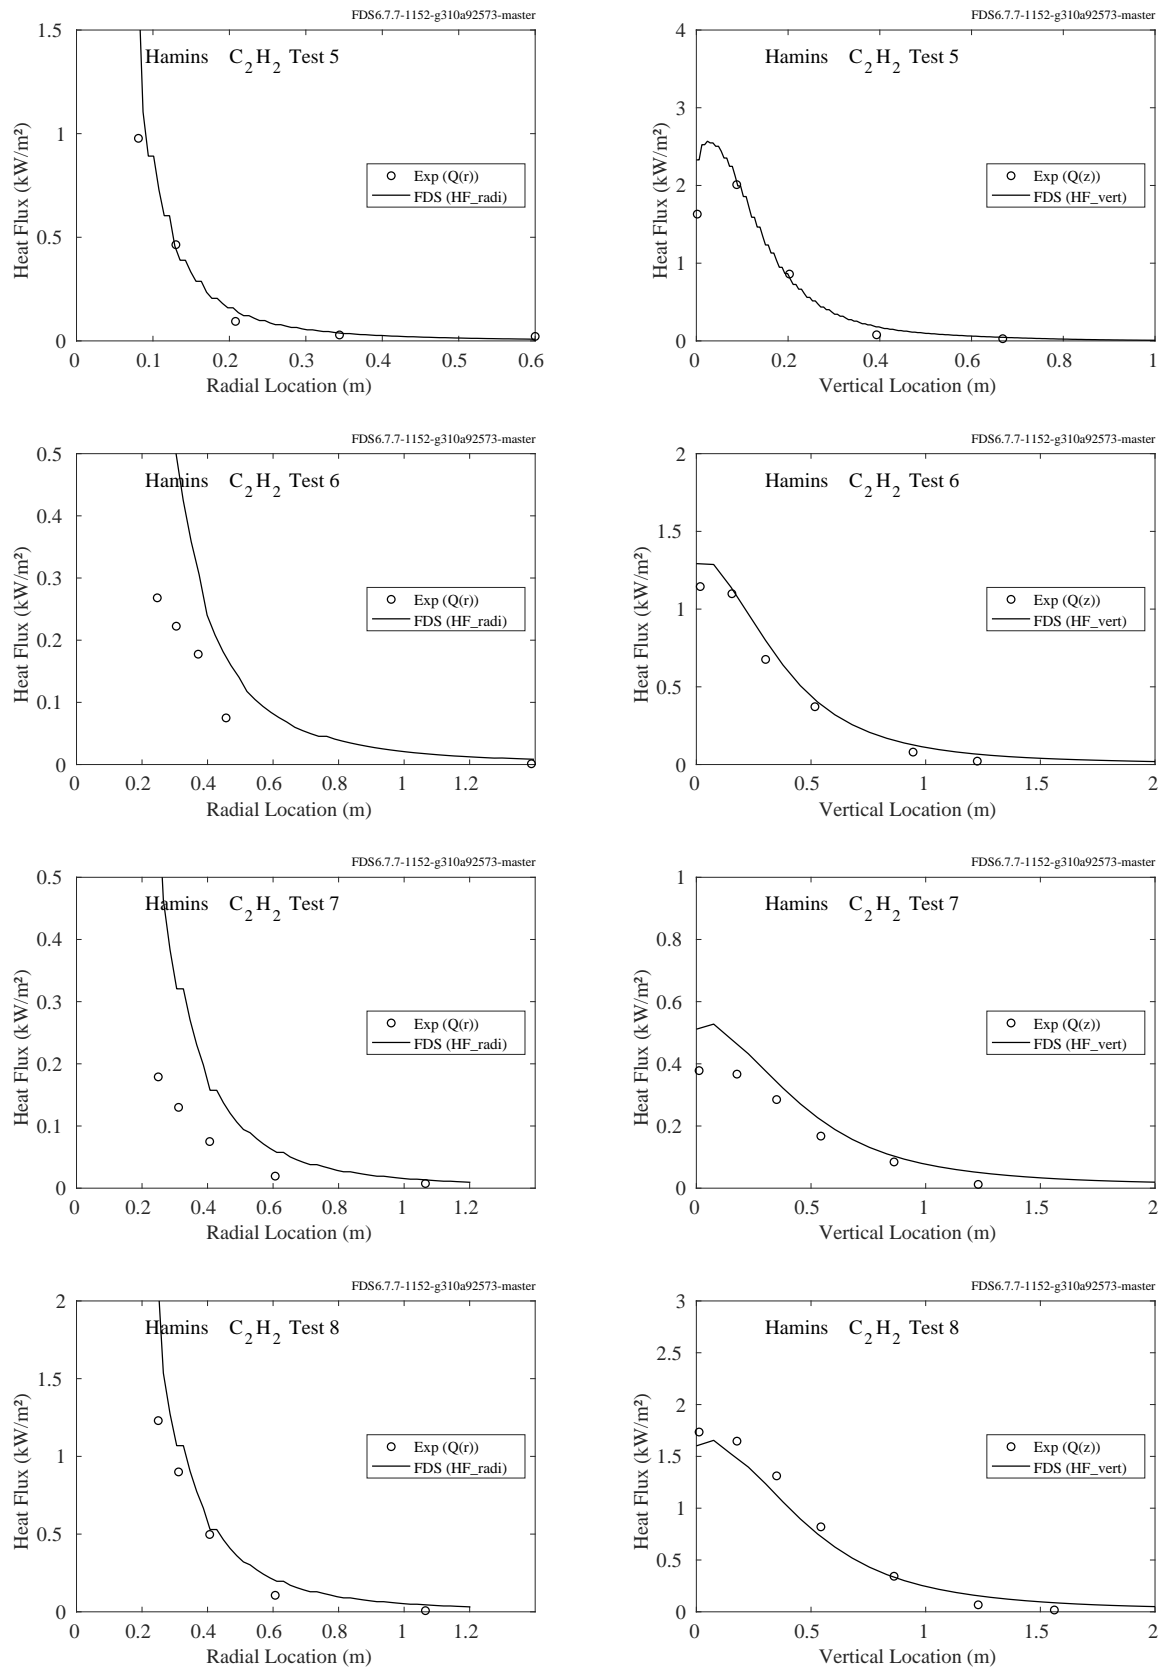 FDS6.7.7-1152-g310a92573-master
Hamins C2H2 Test 5
1.5
1
0.5
0
Heat Flux (kW/m²)
Exp (Q(r))
FDS (HF_radi)
0.1 0.2 0.3 0.4 0.5 0.6
Radial Location (m)
FDS6.7.7-1152-g310a92573-master
Hamins C2H2 Test 5
4
3
2
1
0
Heat Flux (kW/m²)
Exp (Q(z))
FDS (HF_vert)
0 0.2 0.4 0.6 0.8 1
Vertical Location (m)
FDS6.7.7-1152-g310a92573-master
Hamins C2H2 Test 6
0.5
0.4
0.3
0.2
0.1
0
Heat Flux (kW/m²)
Exp (Q(r))
FDS (HF_radi)
0 0.2 0.4 0.6 0.8 1 1.2
Radial Location (m)
FDS6.7.7-1152-g310a92573-master
Hamins C2H2 Test 6
2
1.5
1
0.5
0
Heat Flux (kW/m²)
Exp (Q(z))
FDS (HF_vert)
0 0.5 1 1.5 2
Vertical Location (m)
FDS6.7.7-1152-g310a92573-master
Hamins C2H2 Test 7
0.5
0.4
0.3
0.2
0.1
0
Heat Flux (kW/m²)
Exp (Q(r))
FDS (HF_radi)
0 0.2 0.4 0.6 0.8 1 1.2
Radial Location (m)
FDS6.7.7-1152-g310a92573-master
Hamins C2H2 Test 7
1
0.8
0.6
0.4
0.2
0
Heat Flux (kW/m²)
Exp (Q(z))
FDS (HF_vert)
0 0.5 1 1.5 2
Vertical Location (m)
FDS6.7.7-1152-g310a92573-master
Hamins C2H2 Test 8
2
1.5
1
0.5
0
Heat Flux (kW/m²)
Exp (Q(r))
FDS (HF_radi)
0 0.2 0.4 0.6 0.8 1 1.2
Radial Location (m)
FDS6.7.7-1152-g310a92573-master
Hamins C2H2 Test 8
3
2.5
2
1.5
1
0.5
0
Heat Flux (kW/m²)
Exp (Q(z))
FDS (HF_vert)
0 0.5 1 1.5 2
Vertical Location (m)